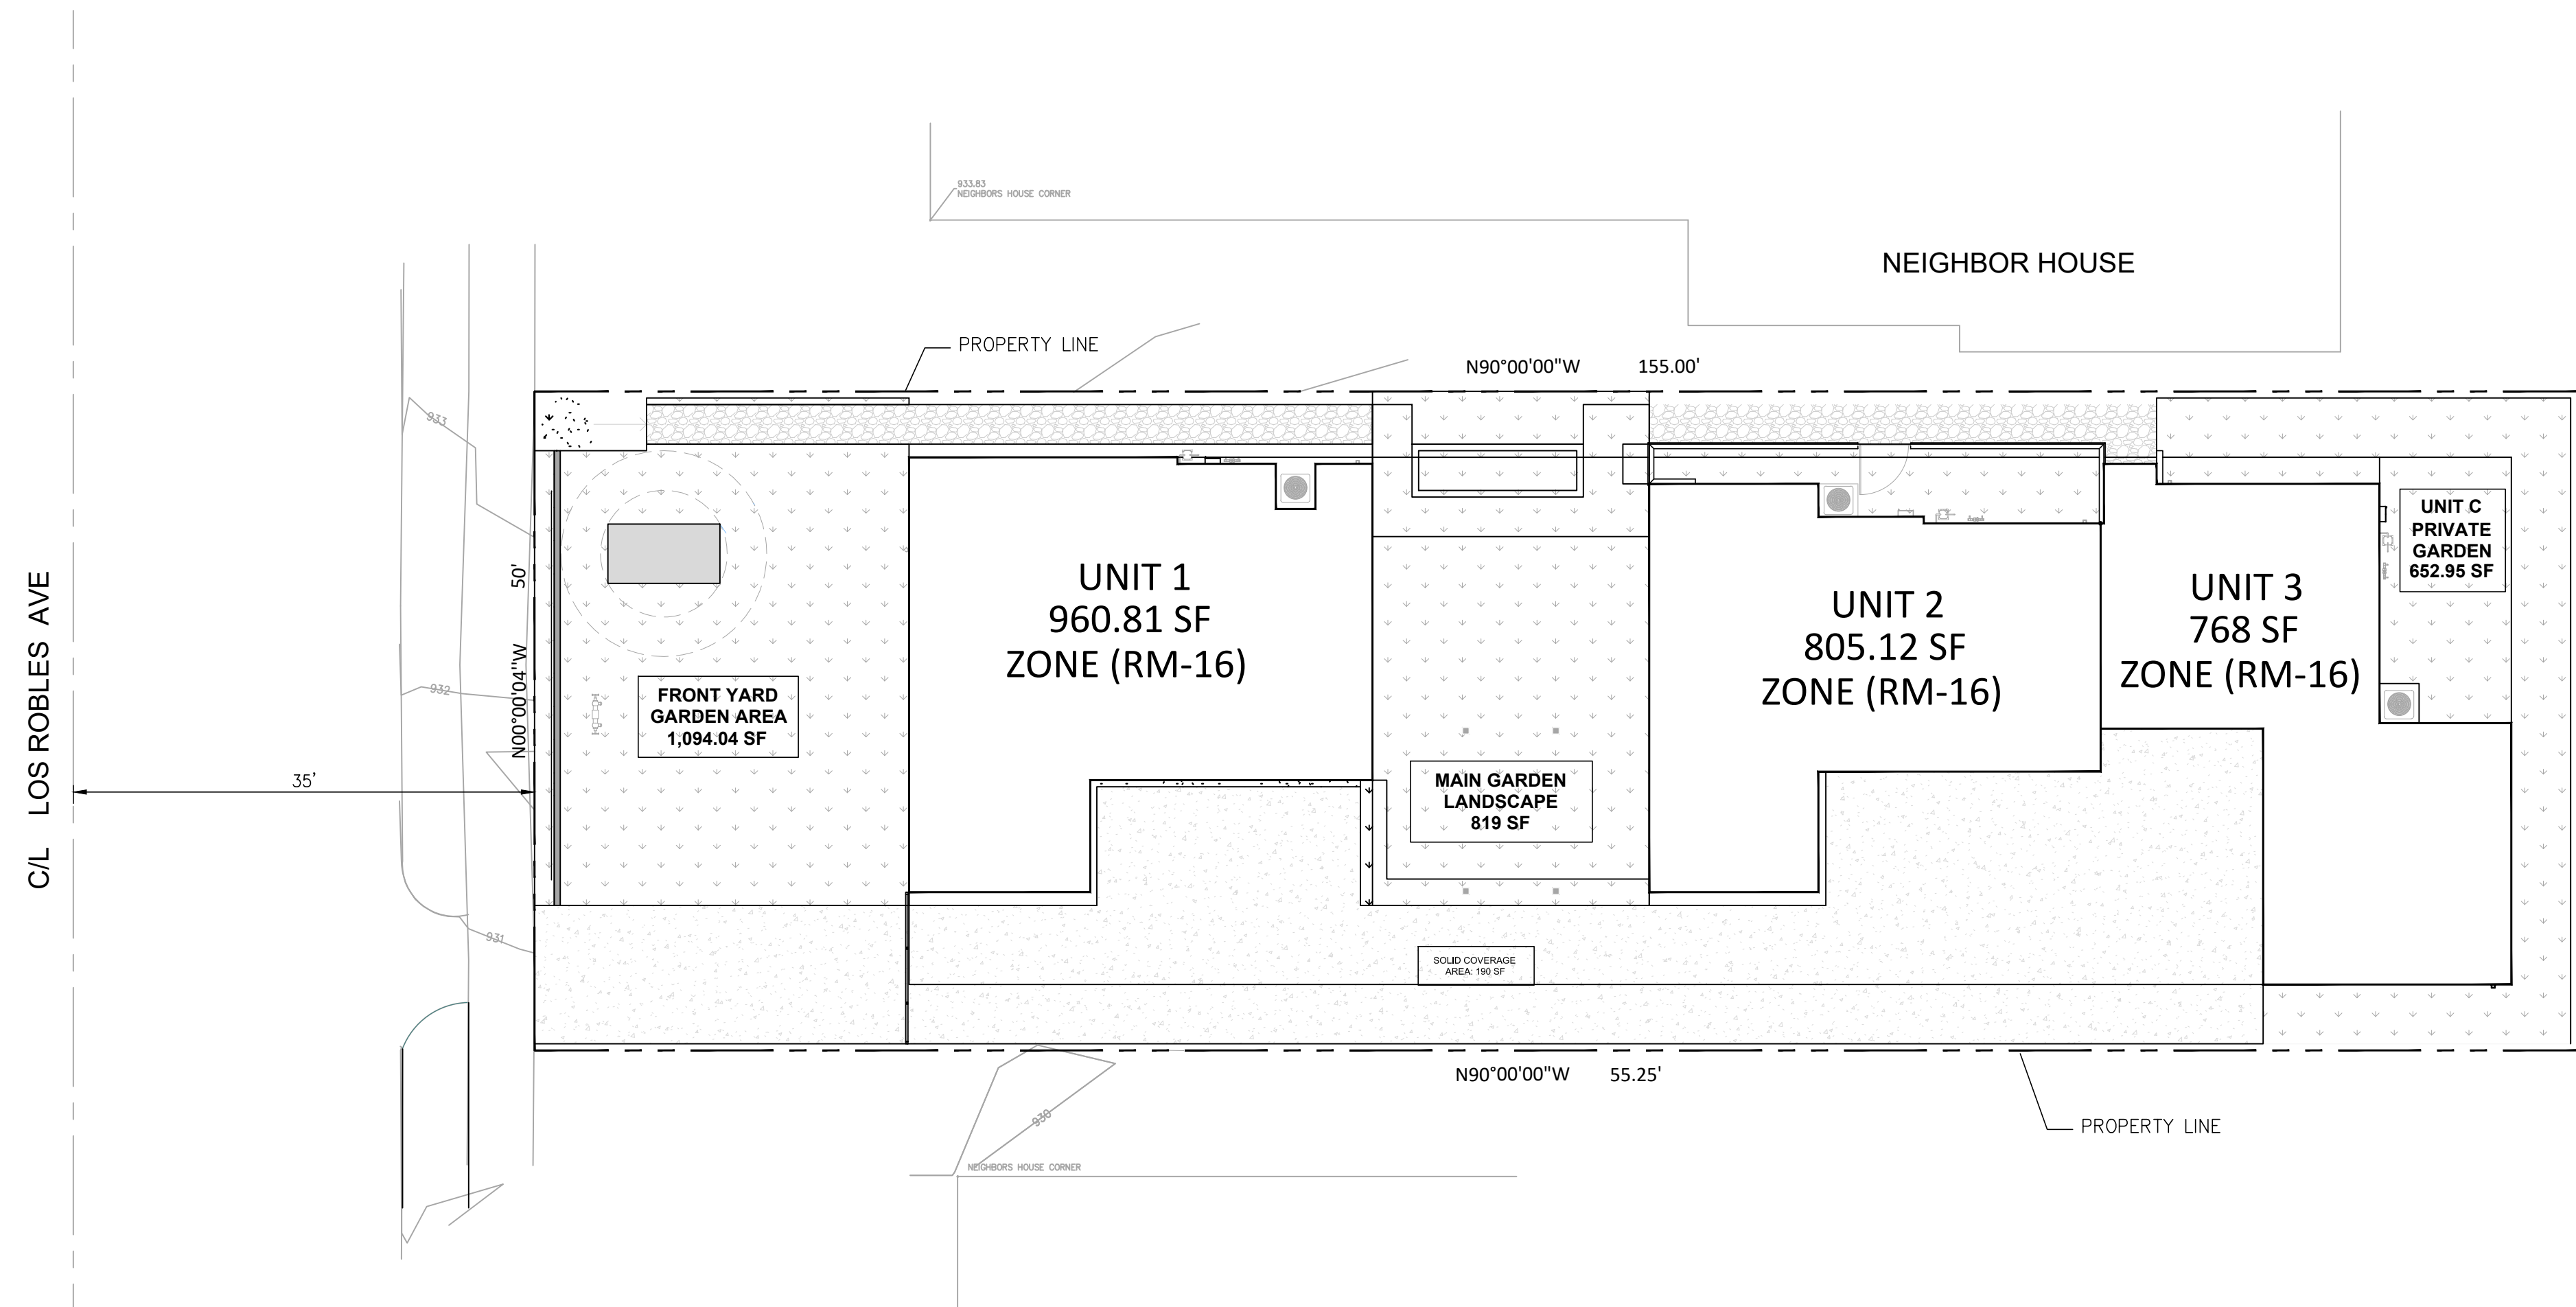 933.83
NEIGHBORS HOUSE CORNER
NEIGHBOR HOUSE
PROPERTY LINE
N90°00'00"W 155.00'
933
UNIT C
PRIVATE
GARDEN
652.95 SF
50'
N00°00'04"W
C/L LOS ROBLES AVE
UNIT 1
960.81 SF
ZONE (RM-16)
UNIT 2
805.12 SF
ZONE (RM-16)
UNIT 3
768 SF
ZONE (RM-16)
932
FRONT YARD
GARDEN AREA
1,094.04 SF
35'
MAIN GARDEN
LANDSCAPE
819 SF
931
SOLID COVERAGE
AREA: 190 SF
N90°00'00"W 55.25'
930
PROPERTY LINE
NEIGHBORS HOUSE CORNER